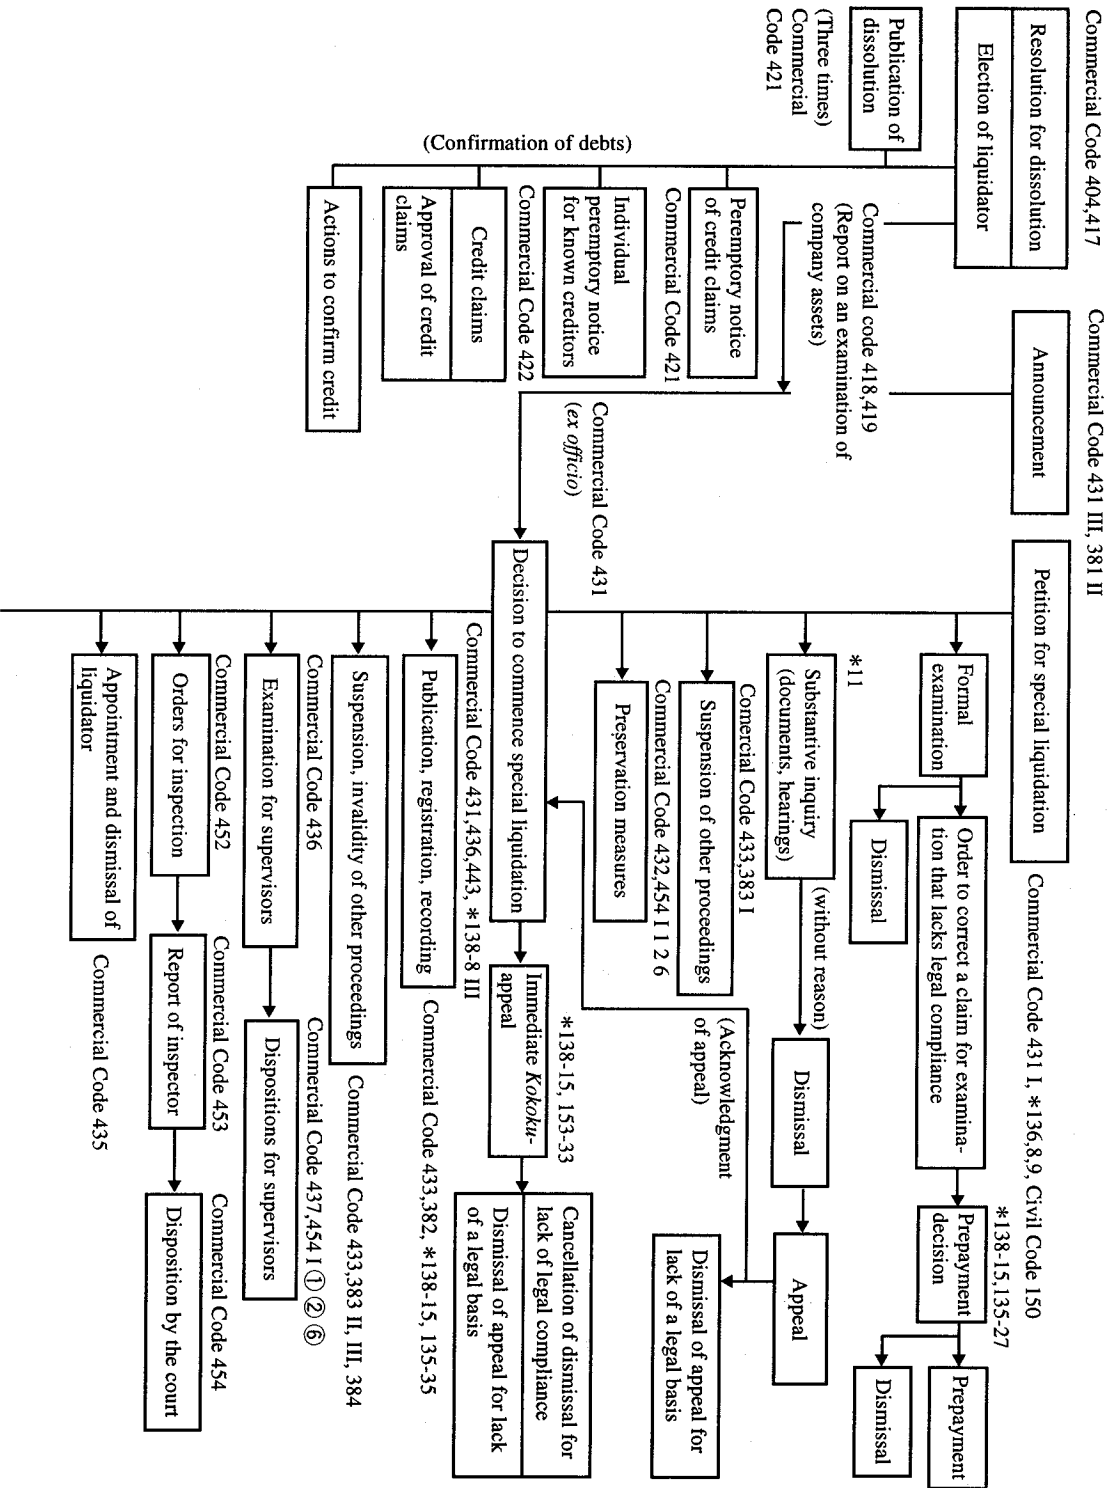 Commercial Code 404,417
Resolution for dissolution
Election of liquidator
Publication of
dissolution
(Three times)
Commercial
Code 421
(Confirmation of debts)
Peremptory notice
of credit claims
Commercial Code 421
Individual
peremptory notice
for known creditors
Commercial Code 422
Credit claims
Approval of credit
claims
Actions to confirm credit
Commercial code 418,419
(Report on an examination of
company assets)
Commercial Code 431 III, 381 II
Announcement
Commercial Code 431
(ex officio)
Petition for special liquidation
Commercial Code 431 I, *136,8,9, Civil Code 150
Formal
examination
Dismissal
Order to correct a claim for examina-
tion that lacks legal compliance
*138-15,135-27
Prepayment
decision
Prepayment
Dismissal
*11
Substantive inquiry
(documents, hearings)
(without reason)
Dismissal
Appeal
Dismissal of appeal for
lack of a legal basis
(Acknowledgment
of appeal)
Comercial Code 433,383 I
Suspension of other proceedings
Commercial Code 432,454 I 1 2 6
Preservation measures
Decision to commence special liquidation
*138-15, 153-33
Immediate Kokoku-
appeal
Cancellation of dismissal for
lack of legal compliance
Dismissal of appeal for lack
of a legal basis
Commercial Code 431,436,443, *138-8 III
Publication, registration, recording
Commercial Code 433,382, *138-15, 135-35
Suspension, invalidity of other proceedings
Commercial Code 433,383 II, III, 384
Commercial Code 436
Examination for supervisors
Commercial Code 437,454 I ① ② ⑥
Dispositions for supervisors
Commercial Code 452
Orders for inspection
Commercial Code 453
Report of inspector
Commercial Code 454
Disposition by the court
Appointment and dismissal of
liquidator
Commercial Code 435